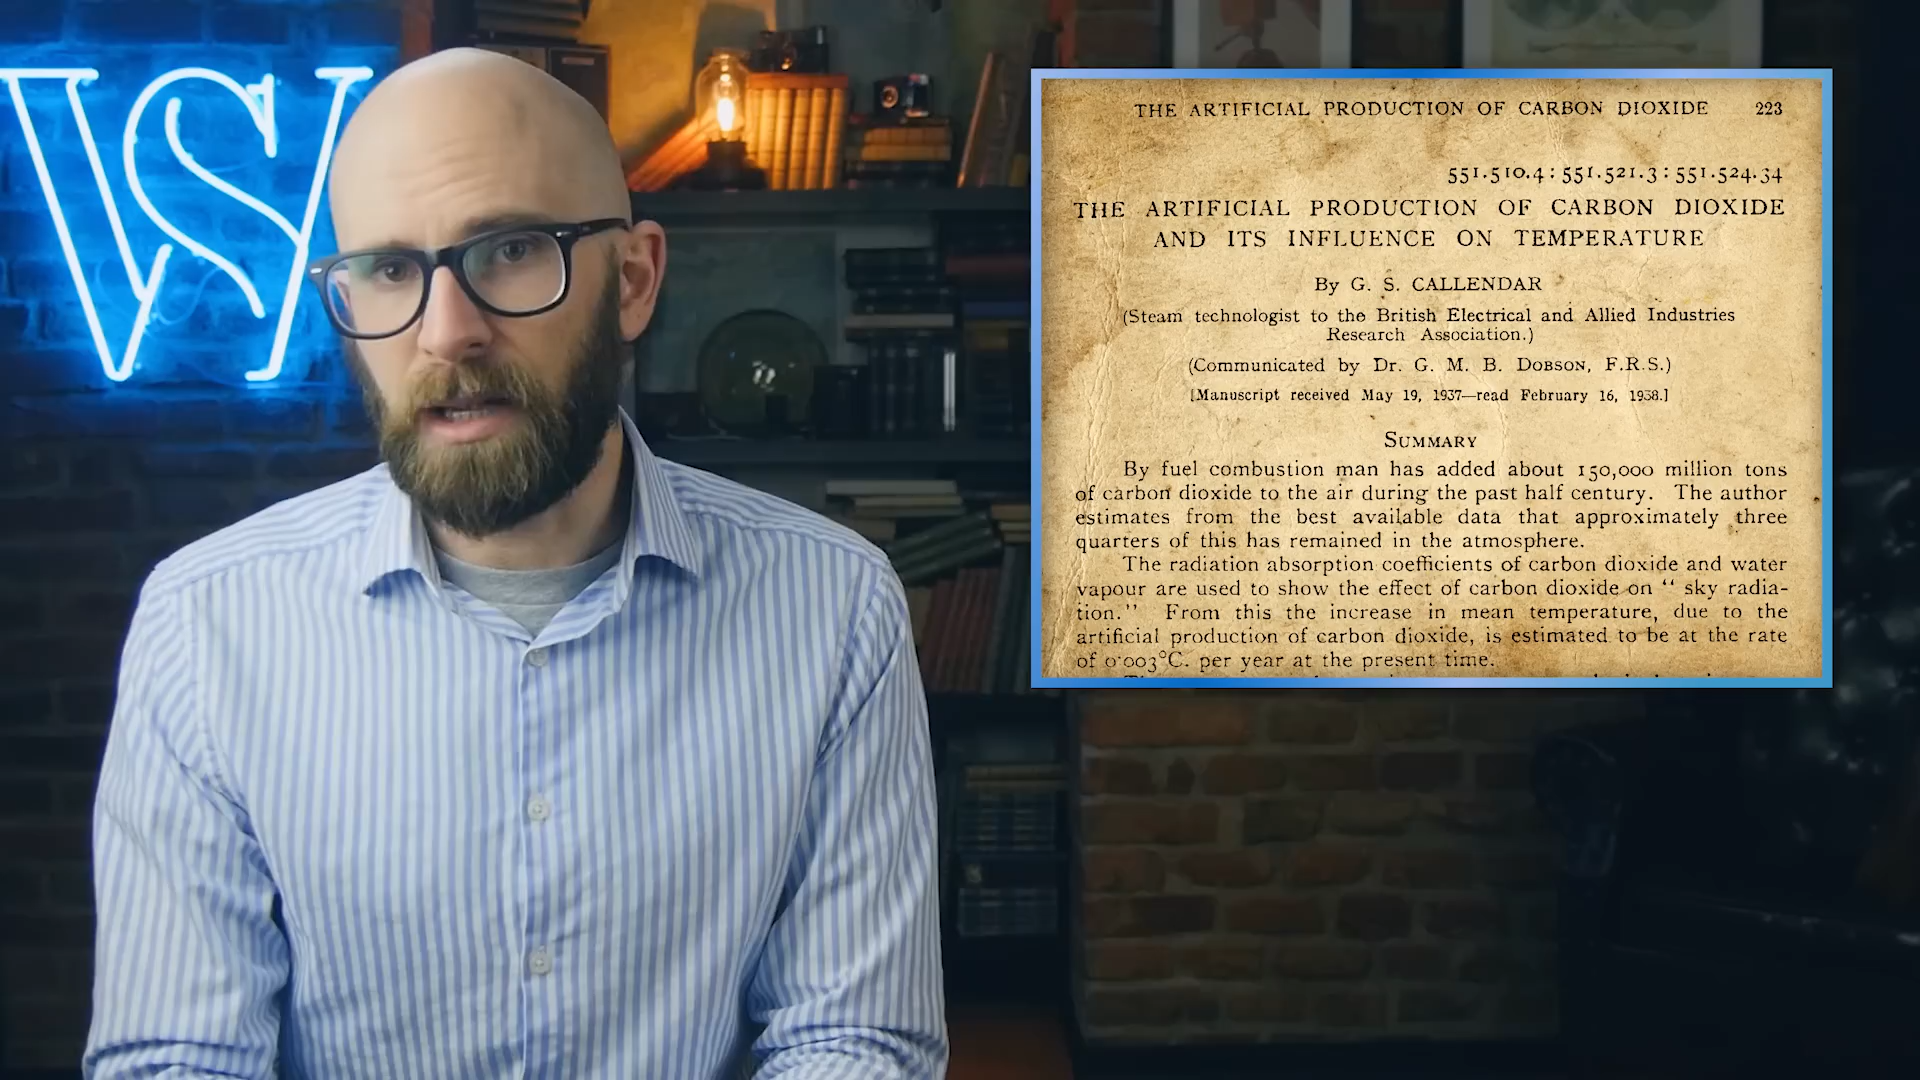 WS
THE ARTIFICIAL PRODUCTION OF CARBON DIOXIDE 223
551.510.4 : 551.521.3 : 551.524.34
THE ARTIFICIAL PRODUCTION OF CARBON DIOXIDE
AND ITS INFLUENCE ON TEMPERATURE
By G. S. CALLENDAR
(Steam technologist to the British Electrical and Allied Industries
Research Association.)
(Communicated by Dr. G. M. B. DOBSON, F.R.S.)
[Manuscript received May 19, 1937—read February 16, 1938.]
SUMMARY
By fuel combustion man has added about 150,000 million tons
of carbon dioxide to the air during the past half century. The author
estimates from the best available data that approximately three
quarters of this has remained in the atmosphere.
The radiation absorption coefficients of carbon dioxide and water
vapour are used to show the effect of carbon dioxide on “ sky radia-
tion.” From this the increase in mean temperature, due to the
artificial production of carbon dioxide, is estimated to be at the rate
of 0·003°C. per year at the present time.